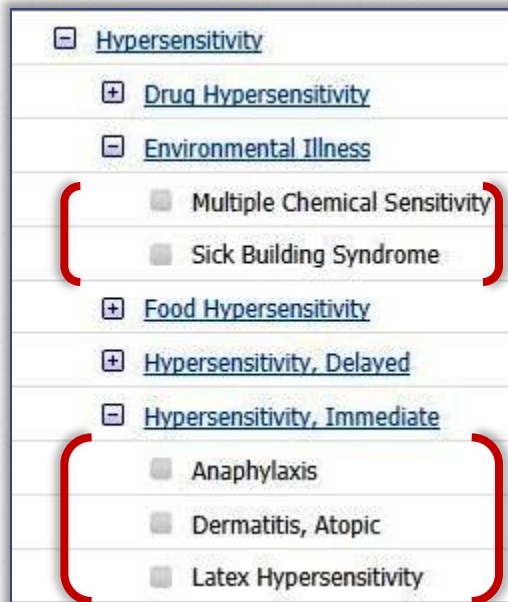 Hypersensitivity
Drug Hypersensitivity
Environmental Illness
Multiple Chemical Sensitivity
Sick Building Syndrome
Food Hypersensitivity
Hypersensitivity, Delayed
Hypersensitivity, Immediate
Anaphylaxis
Dermatitis, Atopic
Latex Hypersensitivity